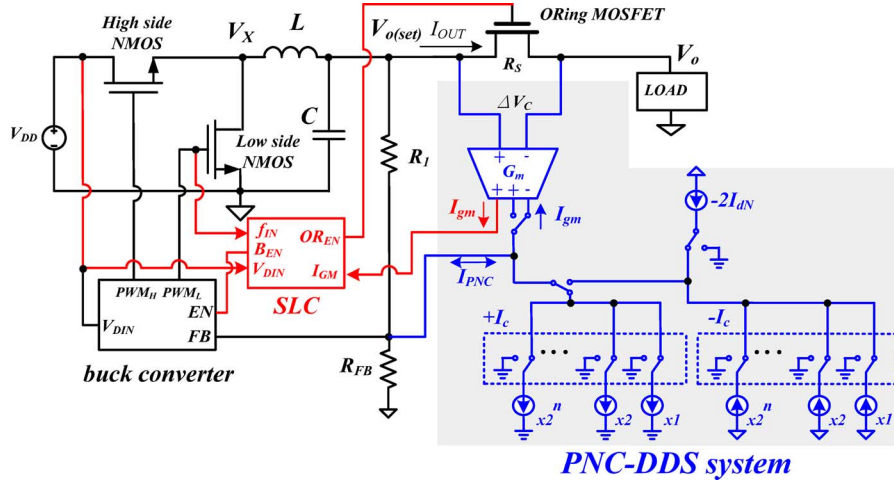 High side
NMOS
V_X
L
V_o(set)
I_OUT
ORing MOSFET
R_S
V_o
LOAD
V_DD
Low side
NMOS
C
R_1
ΔV_C
+ -
G_m
+ + -
I_gm
I_gm
-2I_dN
f_IN
OR_EN
B_EN
V_DIN
I_GM
SLC
I_PNC
PWM_H PWM_L
EN
V_DIN
FB
buck converter
R_FB
+I_c
-I_c
...
...
x2^n
x2
x1
x2^n
x2
x1
PNC-DDS system